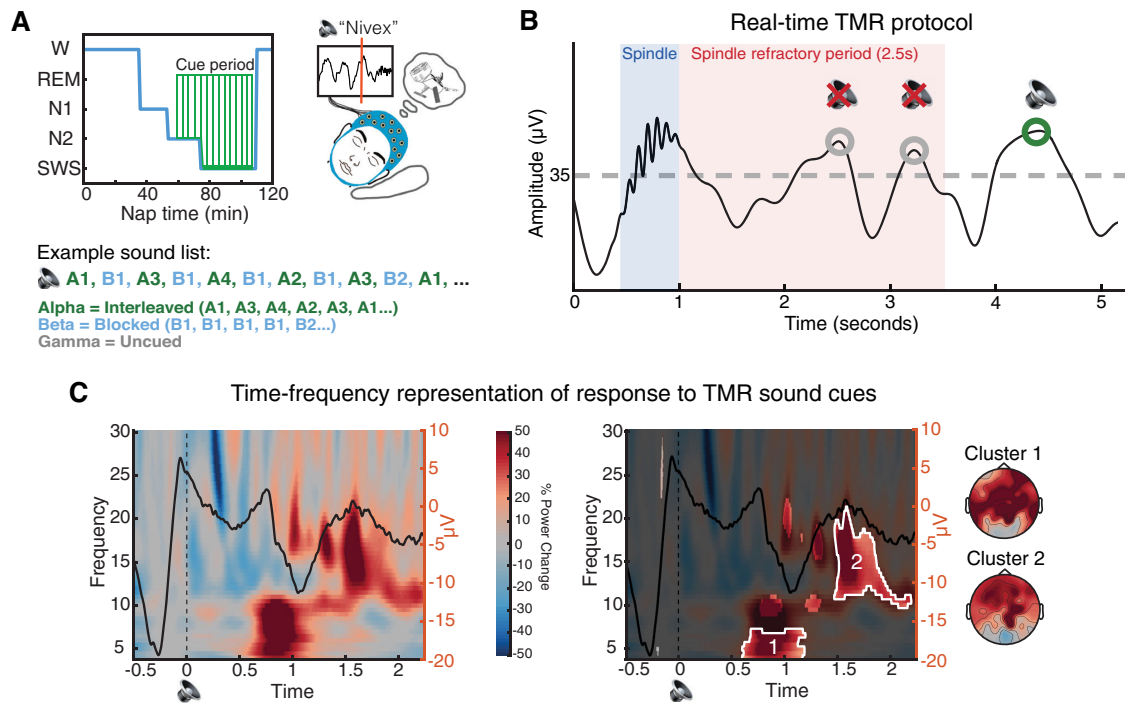 A
"Nivex"
W
REM
N1
N2
SWS
Cue period
0 40 80 120
Nap time (min)
Example sound list:
A1, B1, A3, B1, A4, B1, A2, B1, A3, B2, A1, ...
Alpha = Interleaved (A1, A3, A4, A2, A3, A1...)
Beta = Blocked (B1, B1, B1, B1, B2...)
Gamma = Uncued
B
Real-time TMR protocol
Spindle
Spindle refractory period (2.5s)
Amplitude (µV)
35
0 1 2 3 4 5
Time (seconds)
C
Time-frequency representation of response to TMR sound cues
Frequency
30
25
20
15
10
5
-0.5 0 0.5 1 1.5 2
Time
10
5
0
-5
-10
-15
-20
µV
50
40
30
20
10
0
-10
-20
-30
-40
-50
% Power Change
Frequency
30
25
20
15
10
5
1
2
-0.5 0 0.5 1 1.5 2
Time
10
5
0
-5
-10
-15
-20
µV
Cluster 1
Cluster 2